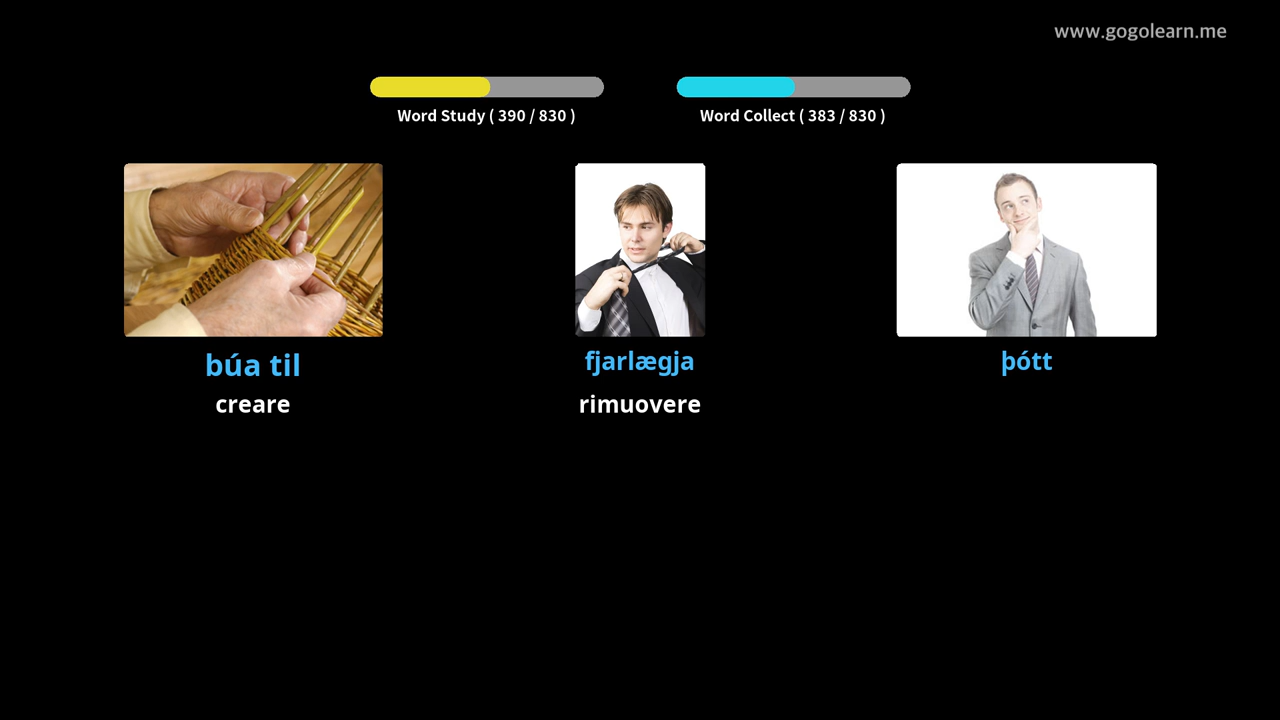 www.gogolearn.me
Word Study ( 390 / 830 )
Word Collect ( 383 / 830 )
búa til
creare
fjarlægja
rimuovere
þótt